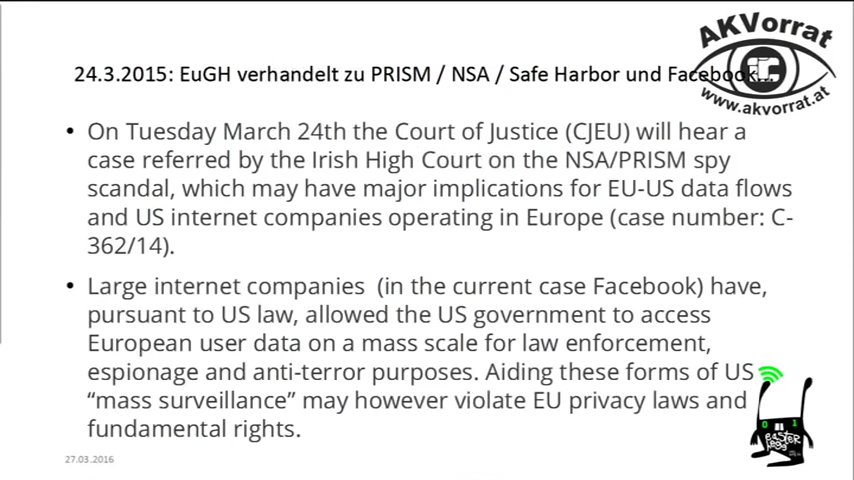 AKVorrat
www.akvorrat.at
24.3.2015: EuGH verhandelt zu PRISM / NSA / Safe Harbor und Facebook...
• On Tuesday March 24th the Court of Justice (CJEU) will hear a
case referred by the Irish High Court on the NSA/PRISM spy
scandal, which may have major implications for EU-US data flows
and US internet companies operating in Europe (case number: C-
362/14).
• Large internet companies (in the current case Facebook) have,
pursuant to US law, allowed the US government to access
European user data on a mass scale for law enforcement,
espionage and anti-terror purposes. Aiding these forms of US
“mass surveillance” may however violate EU privacy laws and
fundamental rights.
0 1
easter
hegg
27.03.2016